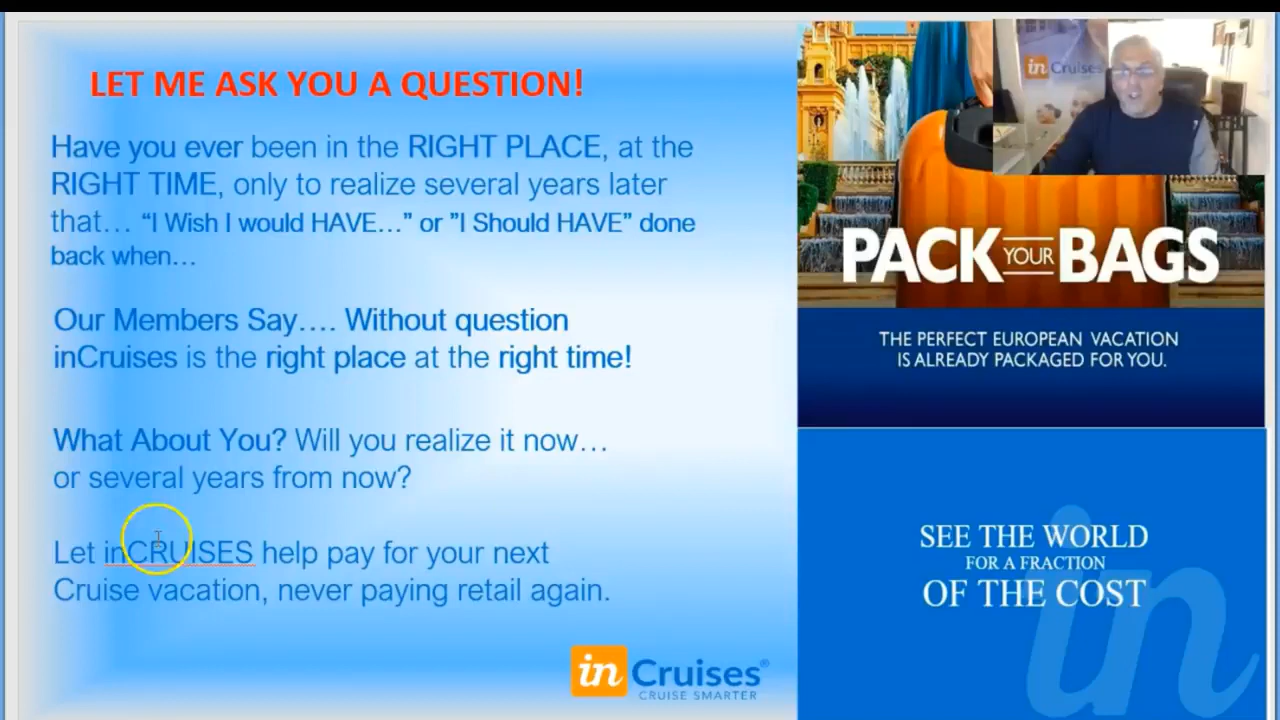 LET ME ASK YOU A QUESTION!
Have you ever been in the RIGHT PLACE, at the
RIGHT TIME, only to realize several years later
that… “I Wish I would HAVE…” or ”I Should HAVE” done
back when…
Our Members Say…. Without question
inCruises is the right place at the right time!
What About You? Will you realize it now…
or several years from now?
Let inCRUISES help pay for your next
Cruise vacation, never paying retail again.
in Cruises®
CRUISE SMARTER
in Cruises
PACK YOUR BAGS
THE PERFECT EUROPEAN VACATION
IS ALREADY PACKAGED FOR YOU.
SEE THE WORLD
FOR A FRACTION
OF THE COST
in